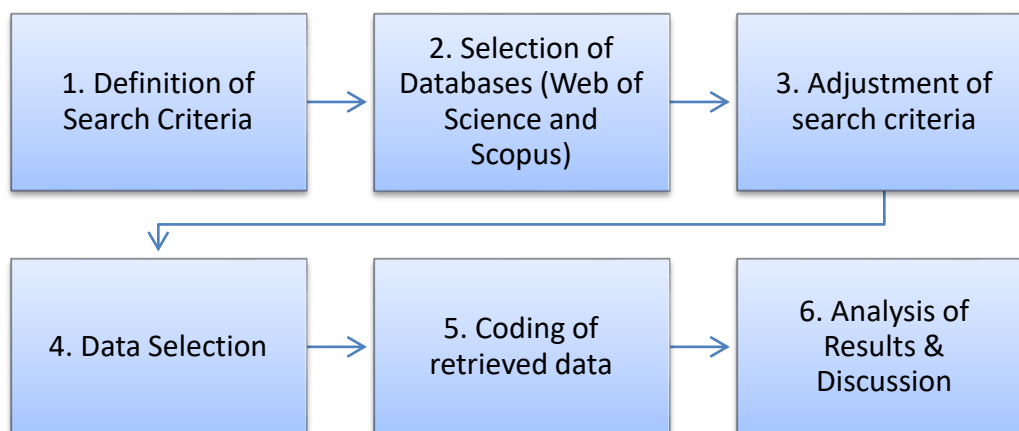 1. Definition of
Search Criteria
2. Selection of
Databases (Web of
Science and
Scopus)
3. Adjustment of
search criteria
4. Data Selection
5. Coding of
retrieved data
6. Analysis of
Results &
Discussion